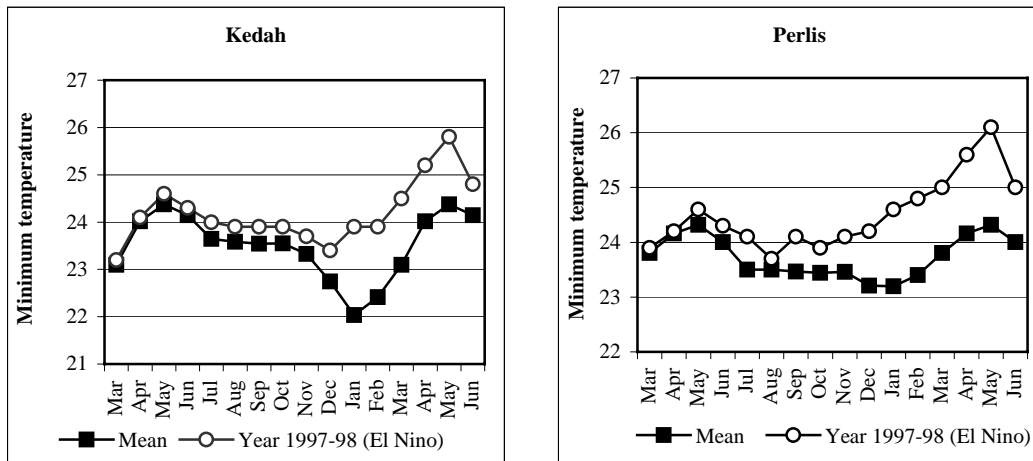 Kedah
Minimum temperature
27
26
25
24
23
22
21
Mar Apr May Jun Jul Aug Sep Oct Nov Dec Jan Feb Mar Apr May Jun
Mean Year 1997-98 (El Nino)
Perlis
Minimum temperature
27
26
25
24
23
22
Mar Apr May Jun Jul Aug Sep Oct Nov Dec Jan Feb Mar Apr May Jun
Mean Year 1997-98 (El Nino)